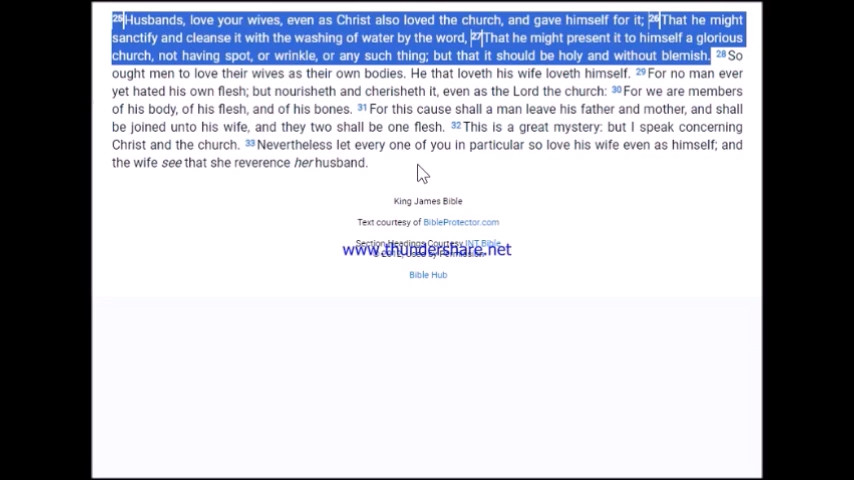 25Husbands, love your wives, even as Christ also loved the church, and gave himself for it; 26That he might
sanctify and cleanse it with the washing of water by the word, 27That he might present it to himself a glorious
church, not having spot, or wrinkle, or any such thing; but that it should be holy and without blemish. 28So
ought men to love their wives as their own bodies. He that loveth his wife loveth himself. 29For no man ever
yet hated his own flesh; but nourisheth and cherisheth it, even as the Lord the church: 30For we are members
of his body, of his flesh, and of his bones. 31For this cause shall a man leave his father and mother, and shall
be joined unto his wife, and they two shall be one flesh. 32This is a great mystery: but I speak concerning
Christ and the church. 33Nevertheless let every one of you in particular so love his wife even as himself; and
the wife see that she reverence her husband.
King James Bible
Text courtesy of BibleProtector.com
Section Headings Courtesy INT Bible
www.thundershare.net
Used by Permission.
Bible Hub